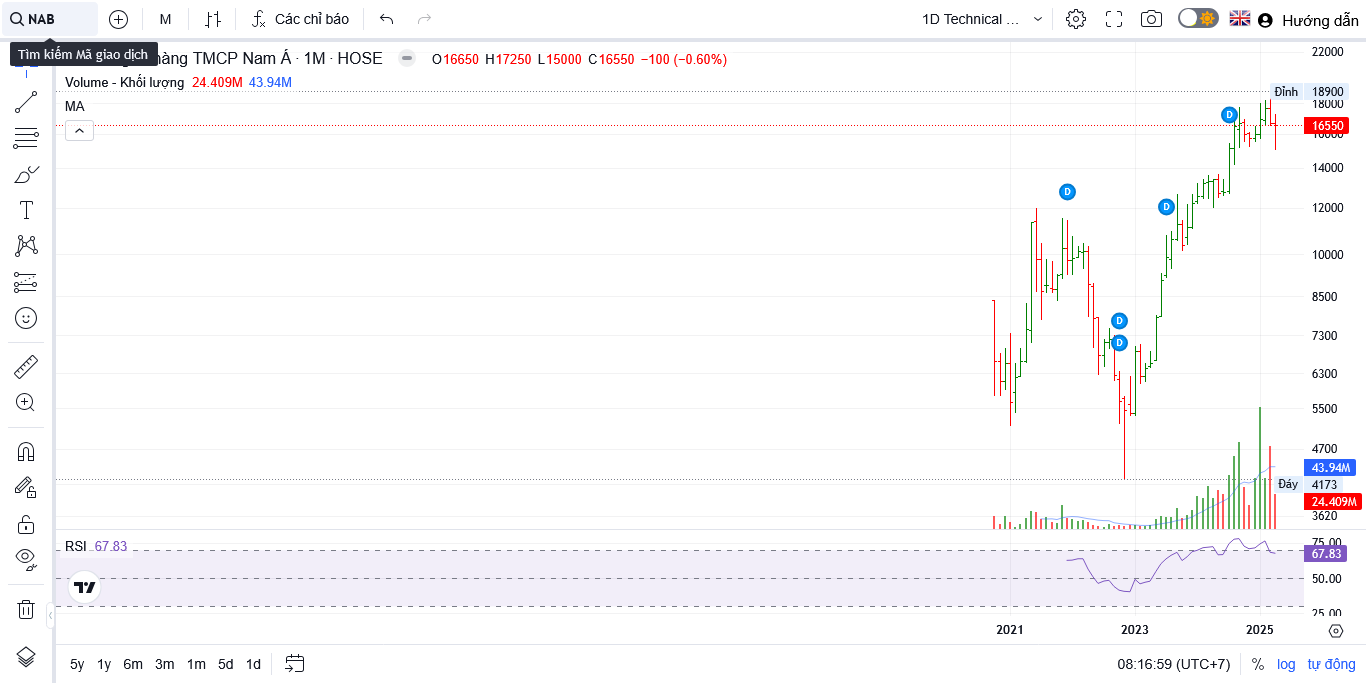 NAB
M
Các chỉ báo
1D Technical ...
Hướng dẫn
Tìm kiếm Mã giao dịch
hàng TMCP Nam Á · 1M · HOSE
O16650 H17250 L15000 C16550 −100 (−0.60%)
Volume - Khối lượng 24.409M 43.94M
MA
22000
Đỉnh 18900
18000
16550
16000
14000
12000
10000
8500
7300
6300
5500
4700
43.94M
Đáy 4173
24.409M
3620
D
D
D
D
D
RSI 67.83
75.00
67.83
50.00
25.00
2021 2023 2025
5y 1y 6m 3m 1m 5d 1d
08:16:59 (UTC+7) % log tự động